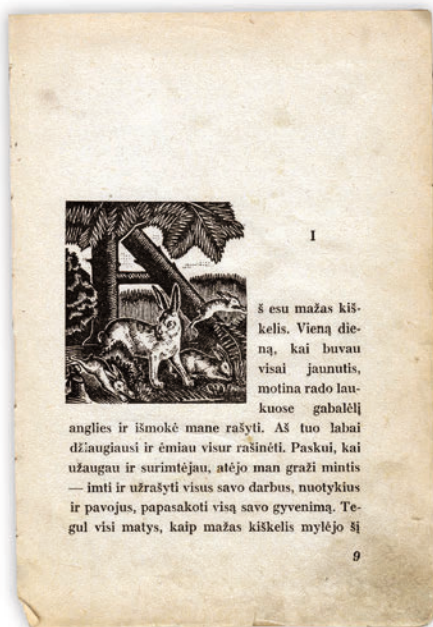 I
š esu mažas kiš-
kelis. Vieną die-
ną, kai buvau
visai jaunutis,
motina rado lau-
kuose gabalėlį
anglies ir išmokė mane rašyti. Aš tuo labai
džiaugiausi ir ėmiau visur rašinėti. Paskui, kai
užaugau ir surimtėjau, atėjo man graži mintis
— imti ir užrašyti visus savo darbus, nuotykius
ir pavojus, papasakoti visą savo gyvenimą. Te-
gul visi matys, kaip mažas kiškelis mylėjo šį
9